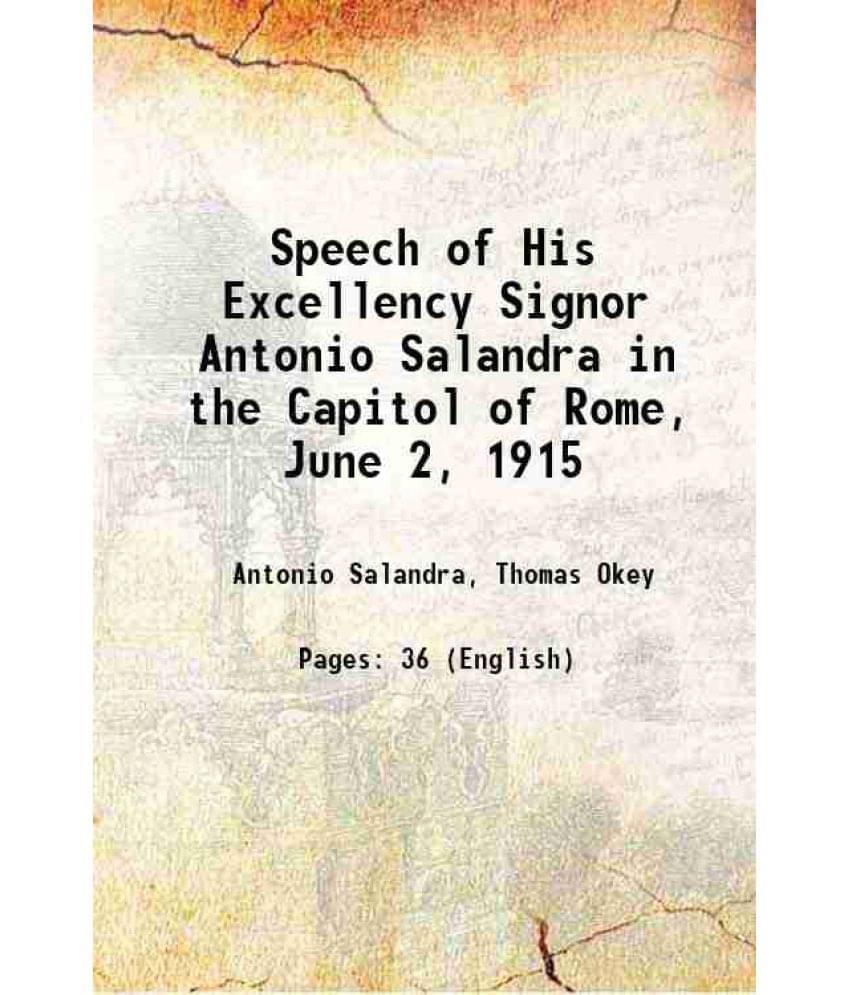 Speech of His
Excellency Signor
Antonio Salandra in
the Capitol of Rome,
June 2, 1915
Antonio Salandra, Thomas Okey
Pages: 36 (English)